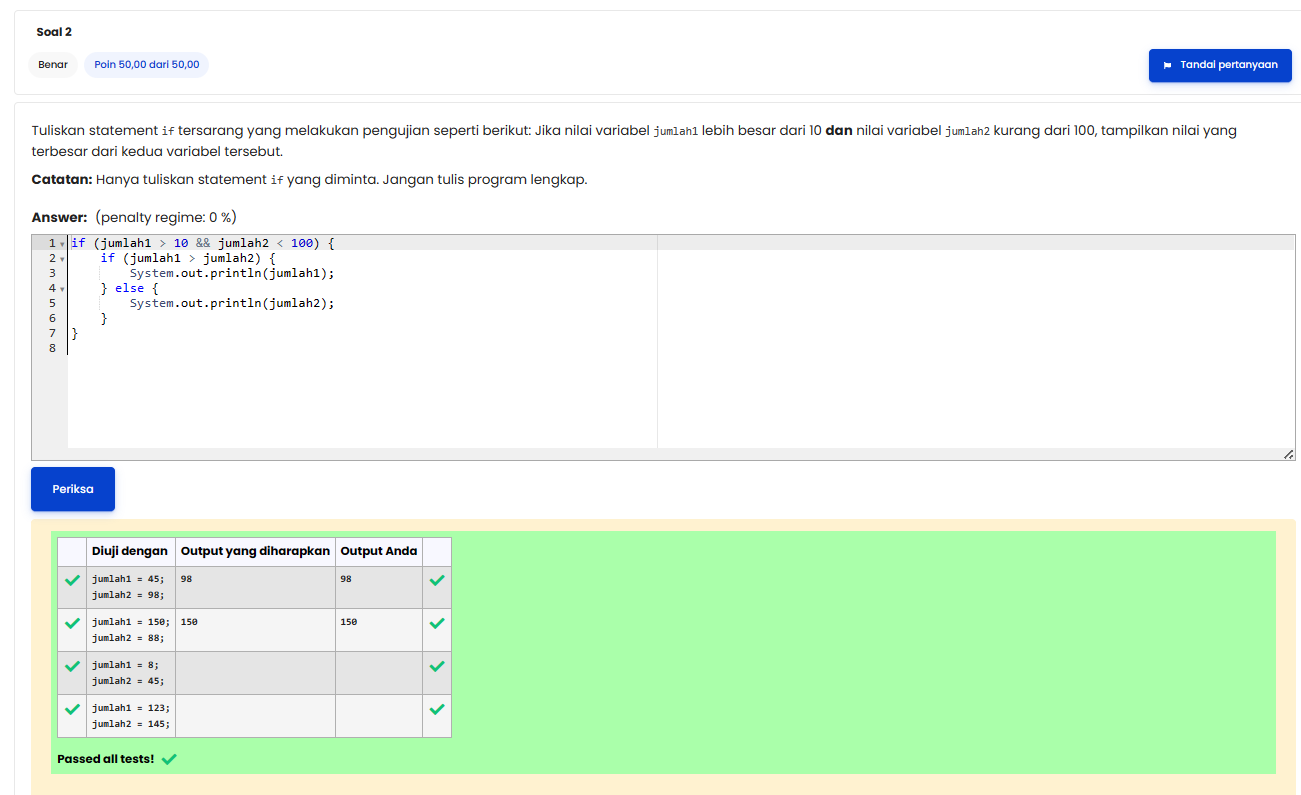 Soal 2
Benar
Poin 50,00 dari 50,00
Tandai pertanyaan
Tuliskan statement if tersarang yang melakukan pengujian seperti berikut: Jika nilai variabel jumlah1 lebih besar dari 10 dan nilai variabel jumlah2 kurang dari 100, tampilkan nilai yang
terbesar dari kedua variabel tersebut.
Catatan: Hanya tuliskan statement if yang diminta. Jangan tulis program lengkap.
Answer: (penalty regime: 0 %)
1 if (jumlah1 > 10 && jumlah2 < 100) {
2     if (jumlah1 > jumlah2) {
3         System.out.println(jumlah1);
4     } else {
5         System.out.println(jumlah2);
6     }
7 }
8
Periksa
Diuji dengan Output yang diharapkan Output Anda
jumlah1 = 45; 98 98
jumlah2 = 98;
jumlah1 = 150; 150 150
jumlah2 = 88;
jumlah1 = 8;
jumlah2 = 45;
jumlah1 = 123;
jumlah2 = 145;
Passed all tests!